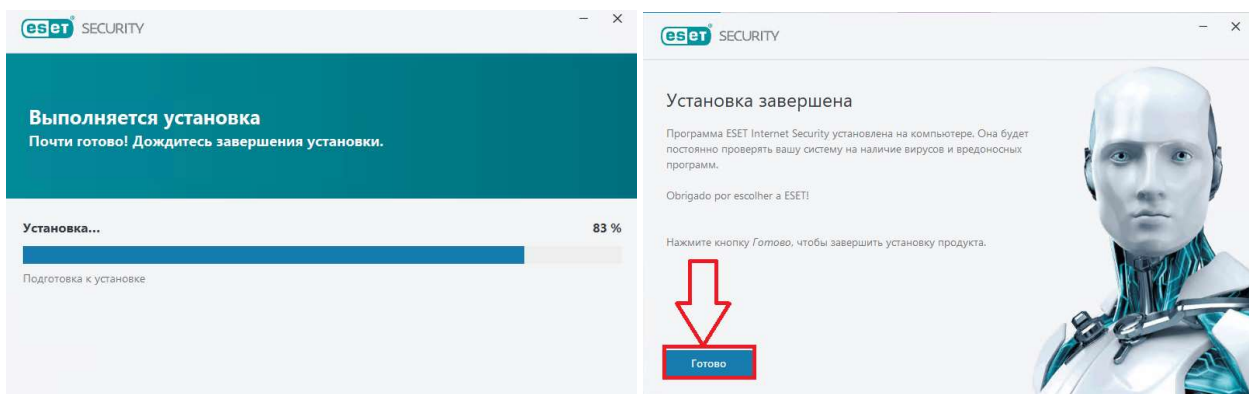 eset SECURITY
Выполняется установка
Почти готово! Дождитесь завершения установки.
Установка... 83 %
Подготовка к установке
eset SECURITY
Установка завершена
Программа ESET Internet Security установлена на компьютере. Она будет
постоянно проверять вашу систему на наличие вирусов и вредоносных
программ.
Obrigado por escolher a ESET!
Нажмите кнопку Готово, чтобы завершить установку продукта.
Готово